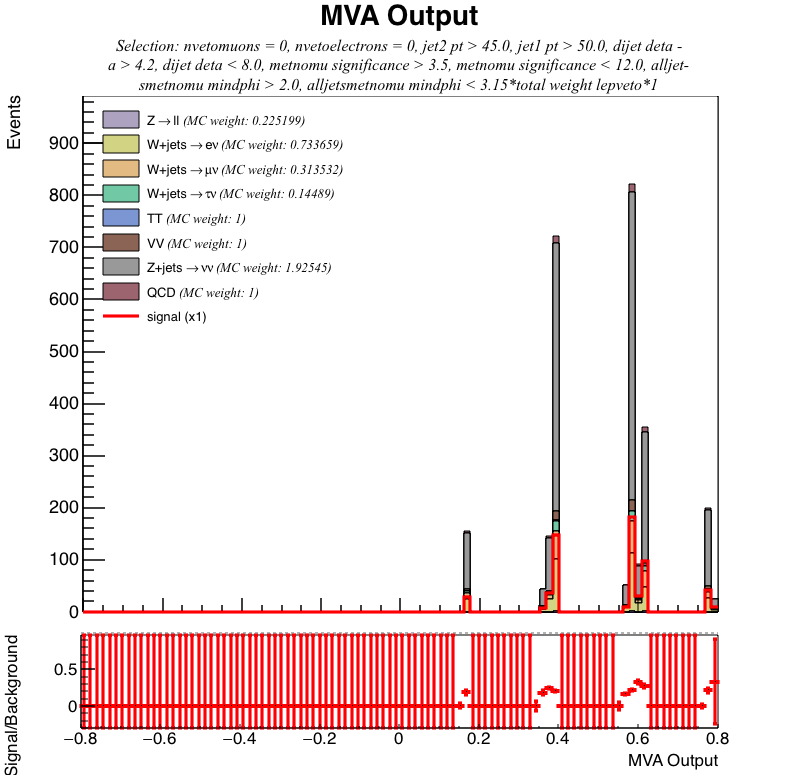 MVA Output
Selection: nvetomuons = 0, nvetoelectrons = 0, jet2 pt > 45.0, jet1 pt > 50.0, dijet deta -
a > 4.2, dijet deta < 8.0, metnomu significance > 3.5, metnomu significance < 12.0, alljet-
smetnomu mindphi > 2.0, alljetsmetnomu mindphi < 3.15*total weight lepveto*1
Events
Z→ll (MC weight: 0.225199)
W+jets→eν (MC weight: 0.733659)
W+jets→μν (MC weight: 0.313532)
W+jets→τν (MC weight: 0.14489)
TT (MC weight: 1)
VV (MC weight: 1)
Z+jets→νν (MC weight: 1.92545)
QCD (MC weight: 1)
signal (x1)
900
800
700
600
500
400
300
200
100
0
Signal/Background
0.5
0
−0.8 −0.6 −0.4 −0.2 0 0.2 0.4 0.6 0.8
MVA Output